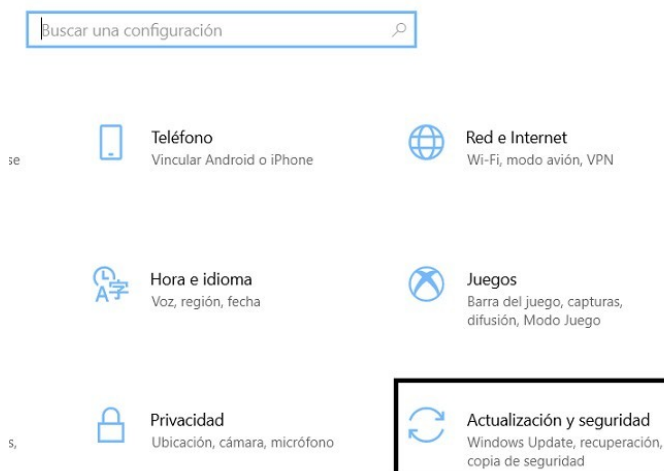 Buscar una configuración
Teléfono
Vincular Android o iPhone
Red e Internet
Wi-Fi, modo avión, VPN
se
Hora e idioma
Voz, región, fecha
Juegos
Barra del juego, capturas,
difusión, Modo Juego
Privacidad
Ubicación, cámara, micrófono
s,
Actualización y seguridad
Windows Update, recuperación,
copia de seguridad